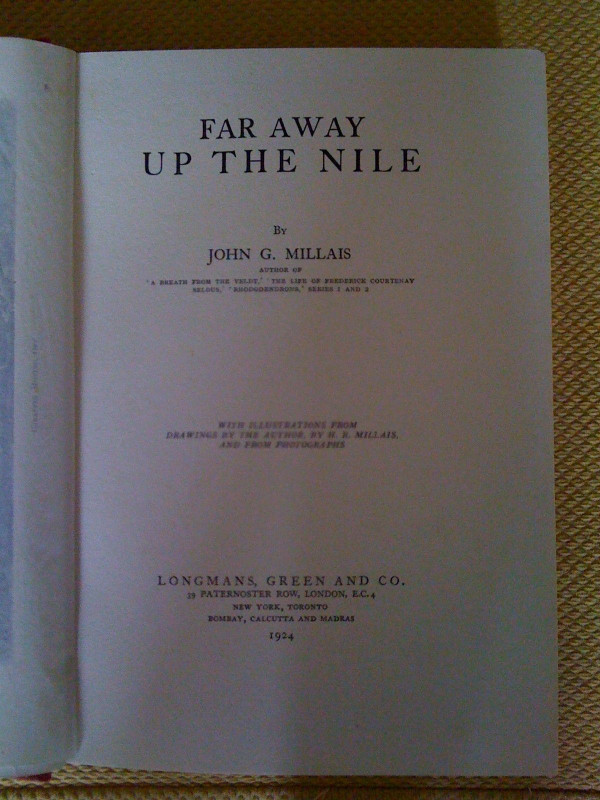 FAR AWAY
UP THE NILE
BY
JOHN G. MILLAIS
AUTHOR OF
'A BREATH FROM THE VELDT,' 'THE LIFE OF FREDERICK COURTENAY
SELOUS,' 'RHODODENDRONS,' SERIES 1 AND 2
WITH ILLUSTRATIONS FROM
DRAWINGS BY THE AUTHOR, BY H. R. MILLAIS,
AND FROM PHOTOGRAPHS
LONGMANS, GREEN AND CO.
39 PATERNOSTER ROW, LONDON, E.C. 4
NEW YORK, TORONTO
BOMBAY, CALCUTTA AND MADRAS
1924